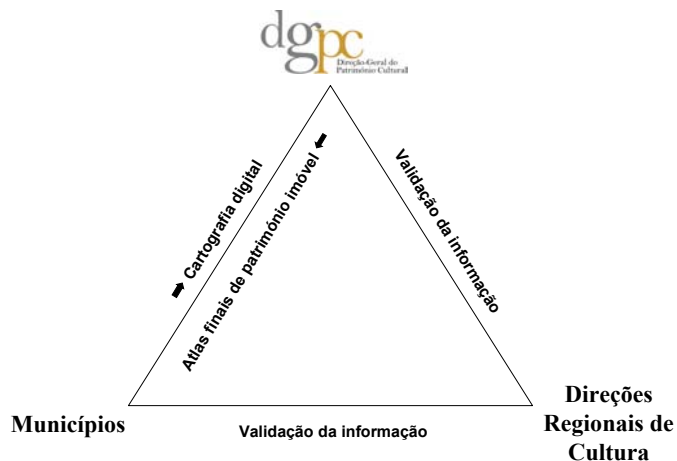 dgpc
Direção-Geral do
Património Cultural
Cartografia digital
Atlas finais de património imóvel
Validação da informação
Municípios
Validação da informação
Direções
Regionais de
Cultura